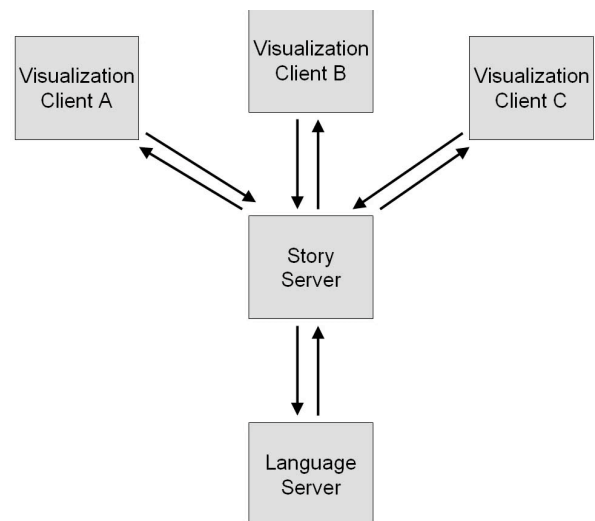 Visualization
Client A
Visualization
Client B
Visualization
Client C
Story
Server
Language
Server